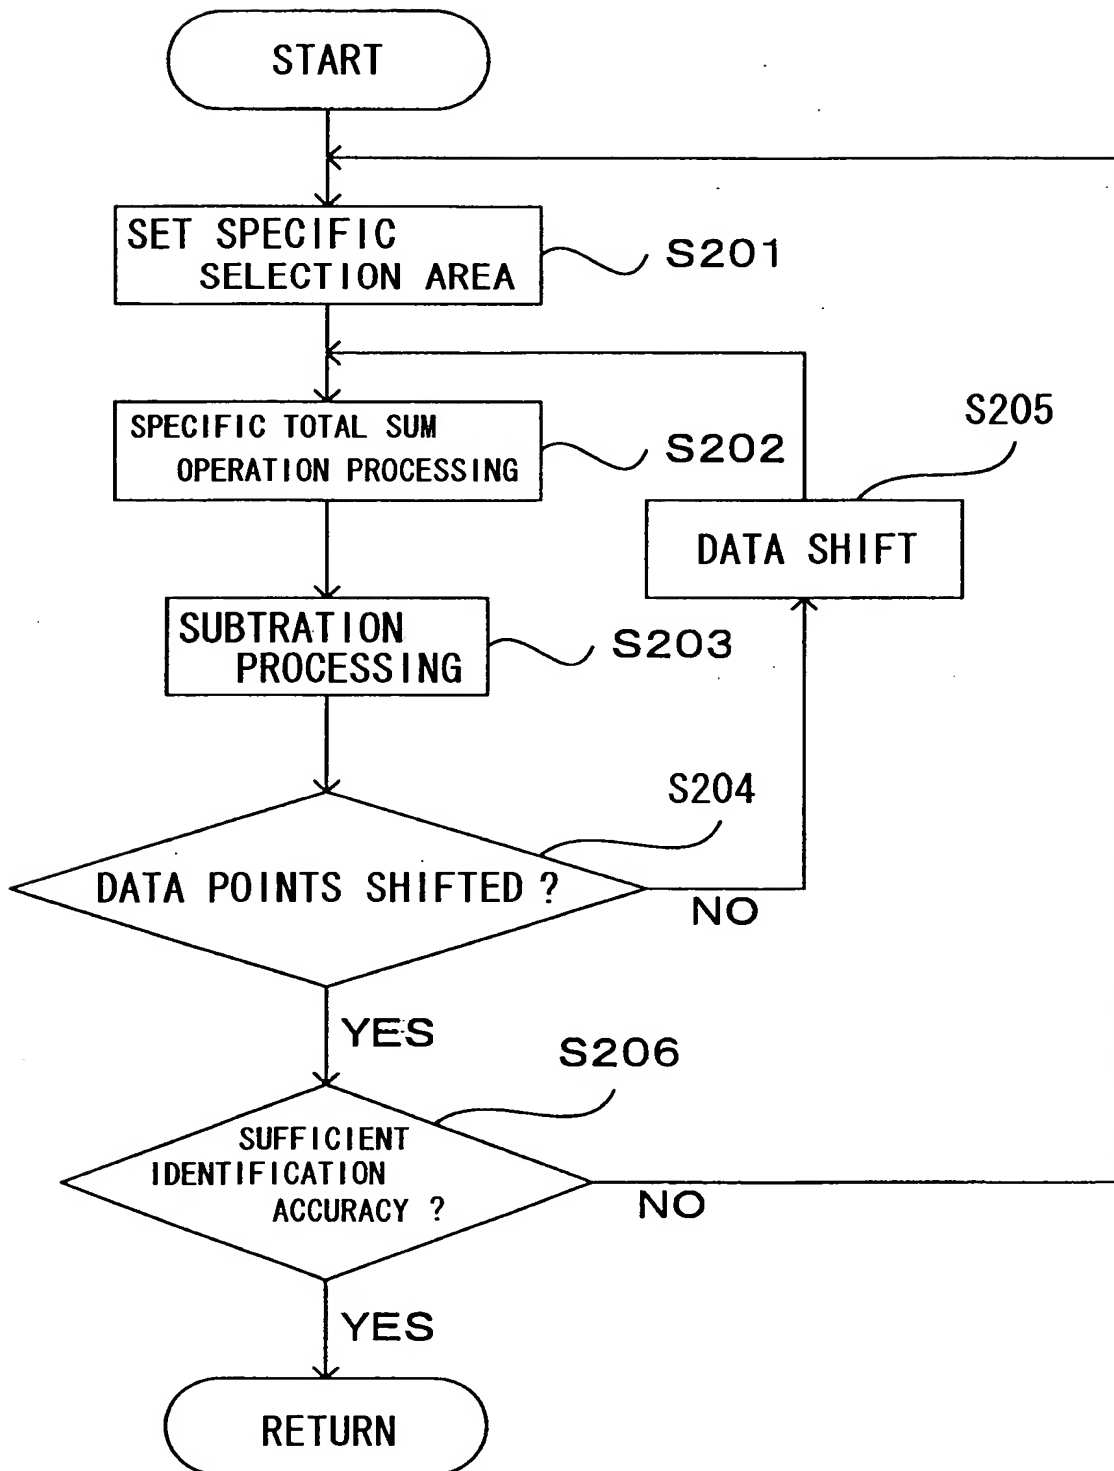 START
SET SPECIFIC
SELECTION AREA
S201
SPECIFIC TOTAL SUM
OPERATION PROCESSING
S202
S205
DATA SHIFT
SUBTRATION
PROCESSING
S203
S204
DATA POINTS SHIFTED ?
NO
YES
S206
SUFFICIENT
IDENTIFICATION
ACCURACY ?
NO
YES
RETURN